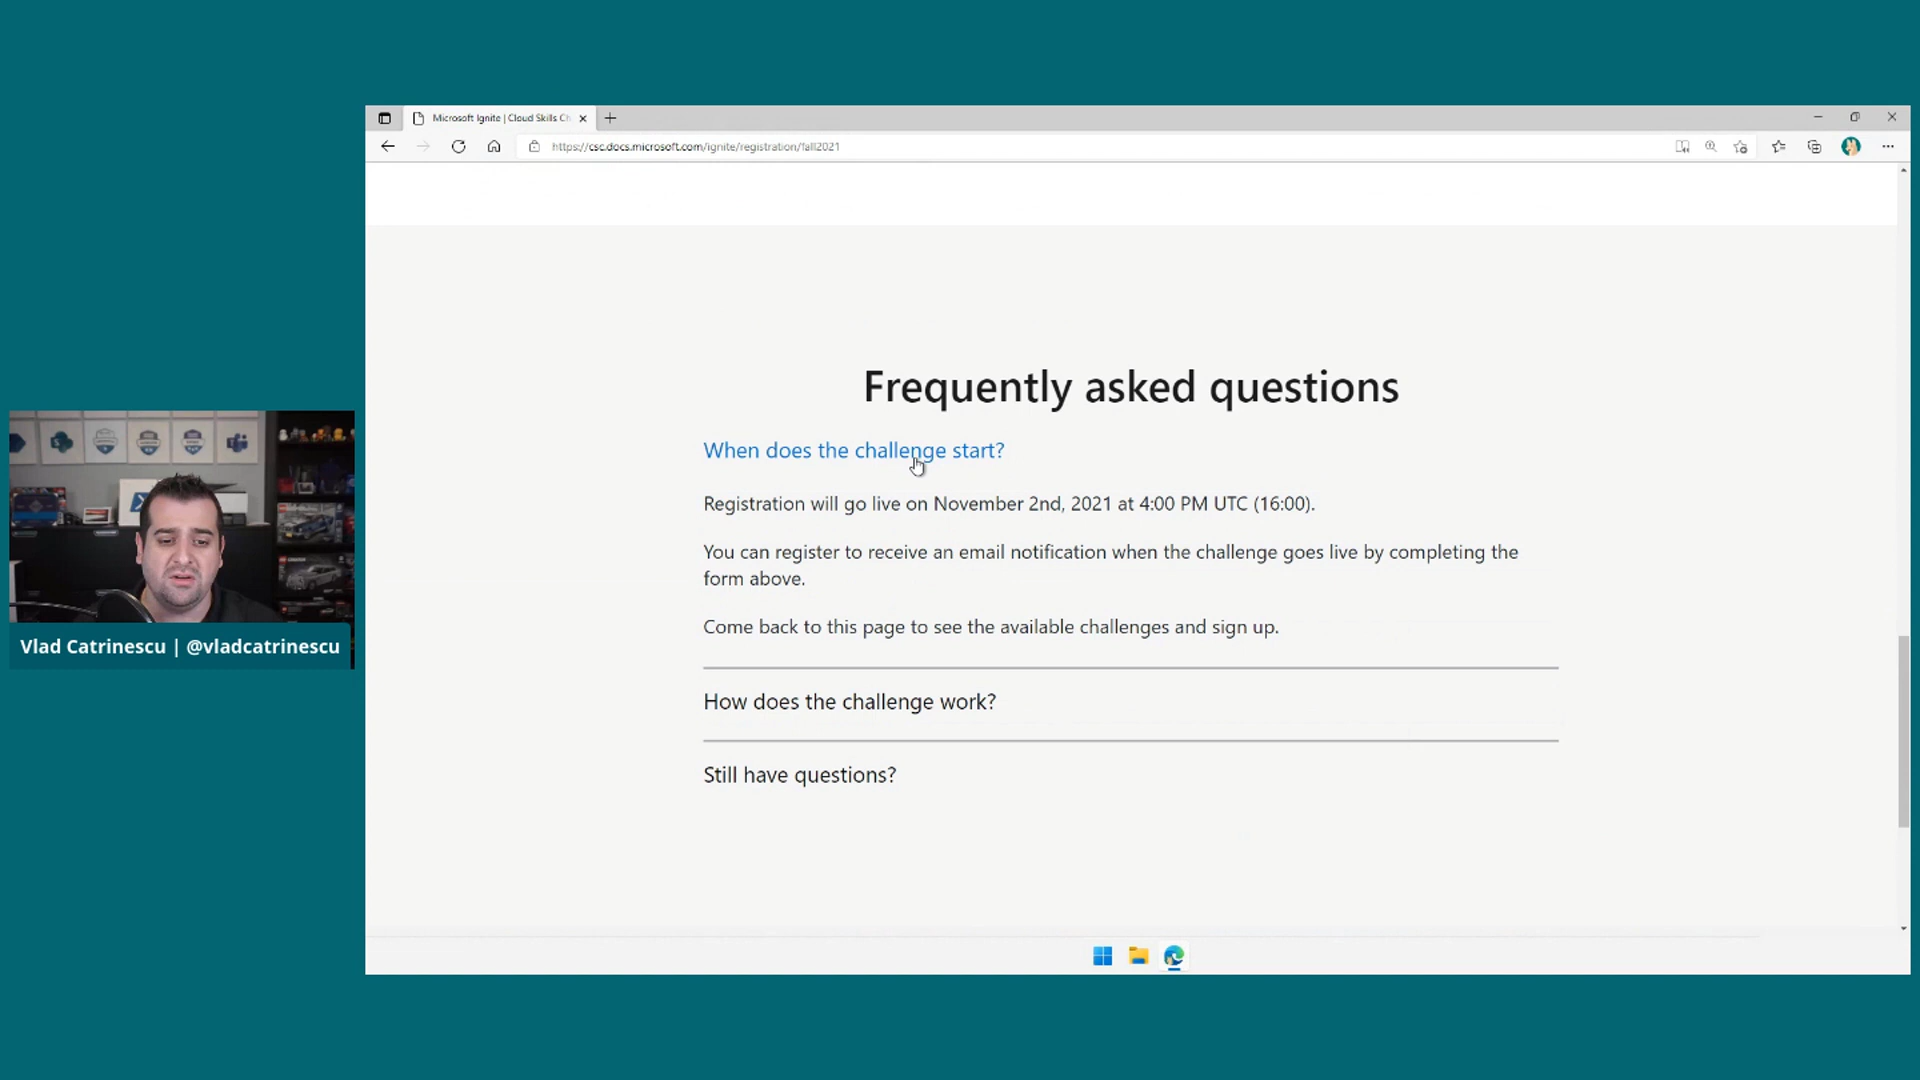 Microsoft Ignite | Cloud Skills Ch
https://csc.docs.microsoft.com/ignite/registration/fall2021
Frequently asked questions
When does the challenge start?
Registration will go live on November 2nd, 2021 at 4:00 PM UTC (16:00).
You can register to receive an email notification when the challenge goes live by completing the
form above.
Come back to this page to see the available challenges and sign up.
How does the challenge work?
Still have questions?
Vlad Catrinescu | @vladcatrinescu